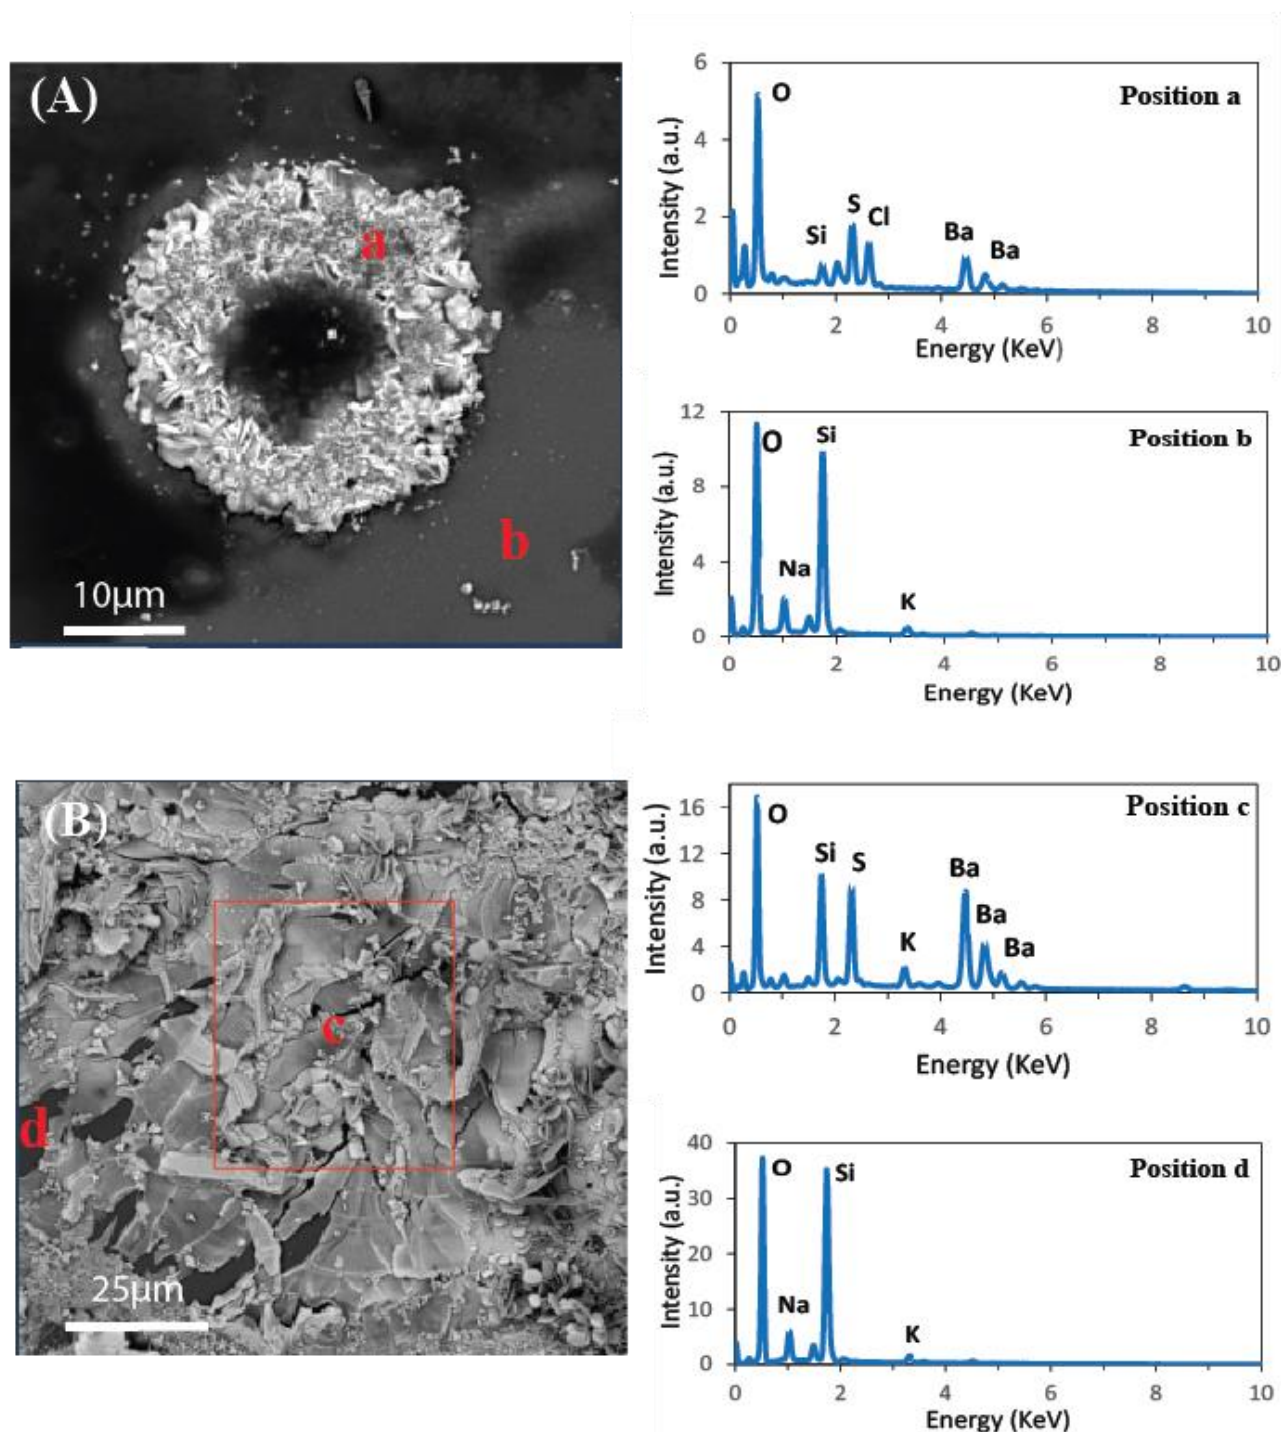 (A)
a
b
10µm
Position a
Intensity (a.u.)
6
4
2
0
O
Si
S
Cl
Ba
Ba
0 2 4 6 8 10
Energy (KeV)
Position b
Intensity (a.u.)
12
8
4
0
O
Na
Si
K
0 2 4 6 8 10
Energy (KeV)
(B)
c
d
25µm
Position c
Intensity (a.u.)
16
12
8
4
0
O
Si
S
K
Ba
Ba
Ba
0 2 4 6 8 10
Energy (KeV)
Position d
Intensity (a.u.)
40
30
20
10
0
O
Na
Si
K
0 2 4 6 8 10
Energy (KeV)